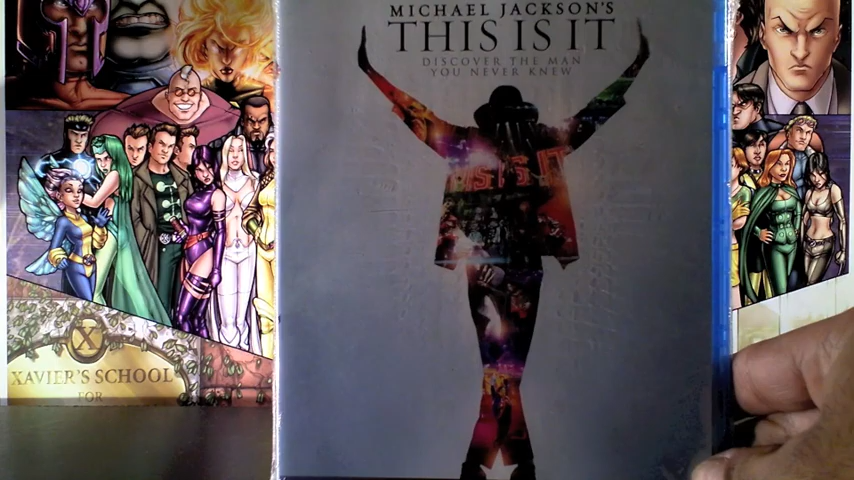 MICHAEL JACKSON'S
THIS IS IT
DISCOVER THE MAN
YOU NEVER KNEW
THIS IS IT
X
XAVIER'S SCHOOL
FOR